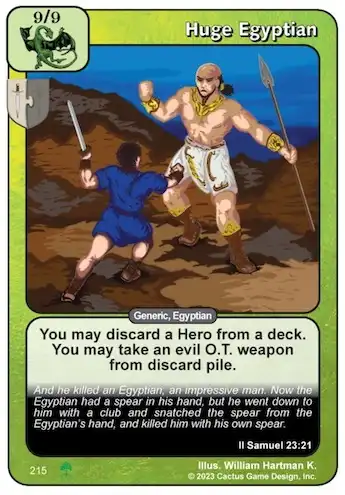 9/9
Huge Egyptian
Generic, Egyptian
You may discard a Hero from a deck.
You may take an evil O.T. weapon
from discard pile.
And he killed an Egyptian, an impressive man. Now the
Egyptian had a spear in his hand, but he went down to
him with a club and snatched the spear from the
Egyptian's hand, and killed him with his own spear.
II Samuel 23:21
215
Illus. William Hartman K.
© 2023 Cactus Game Design, Inc.